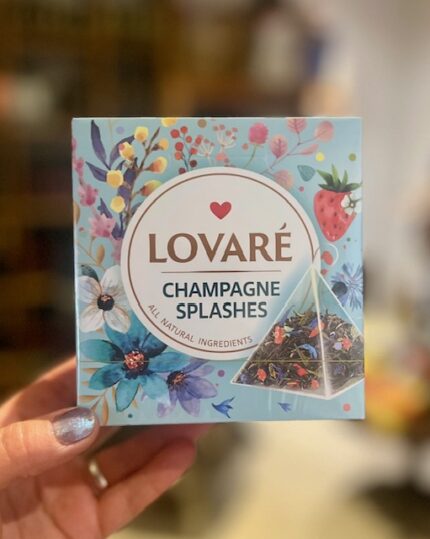 LOVARÉ
CHAMPAGNE
SPLASHES
ALL NATURAL INGREDIENTS